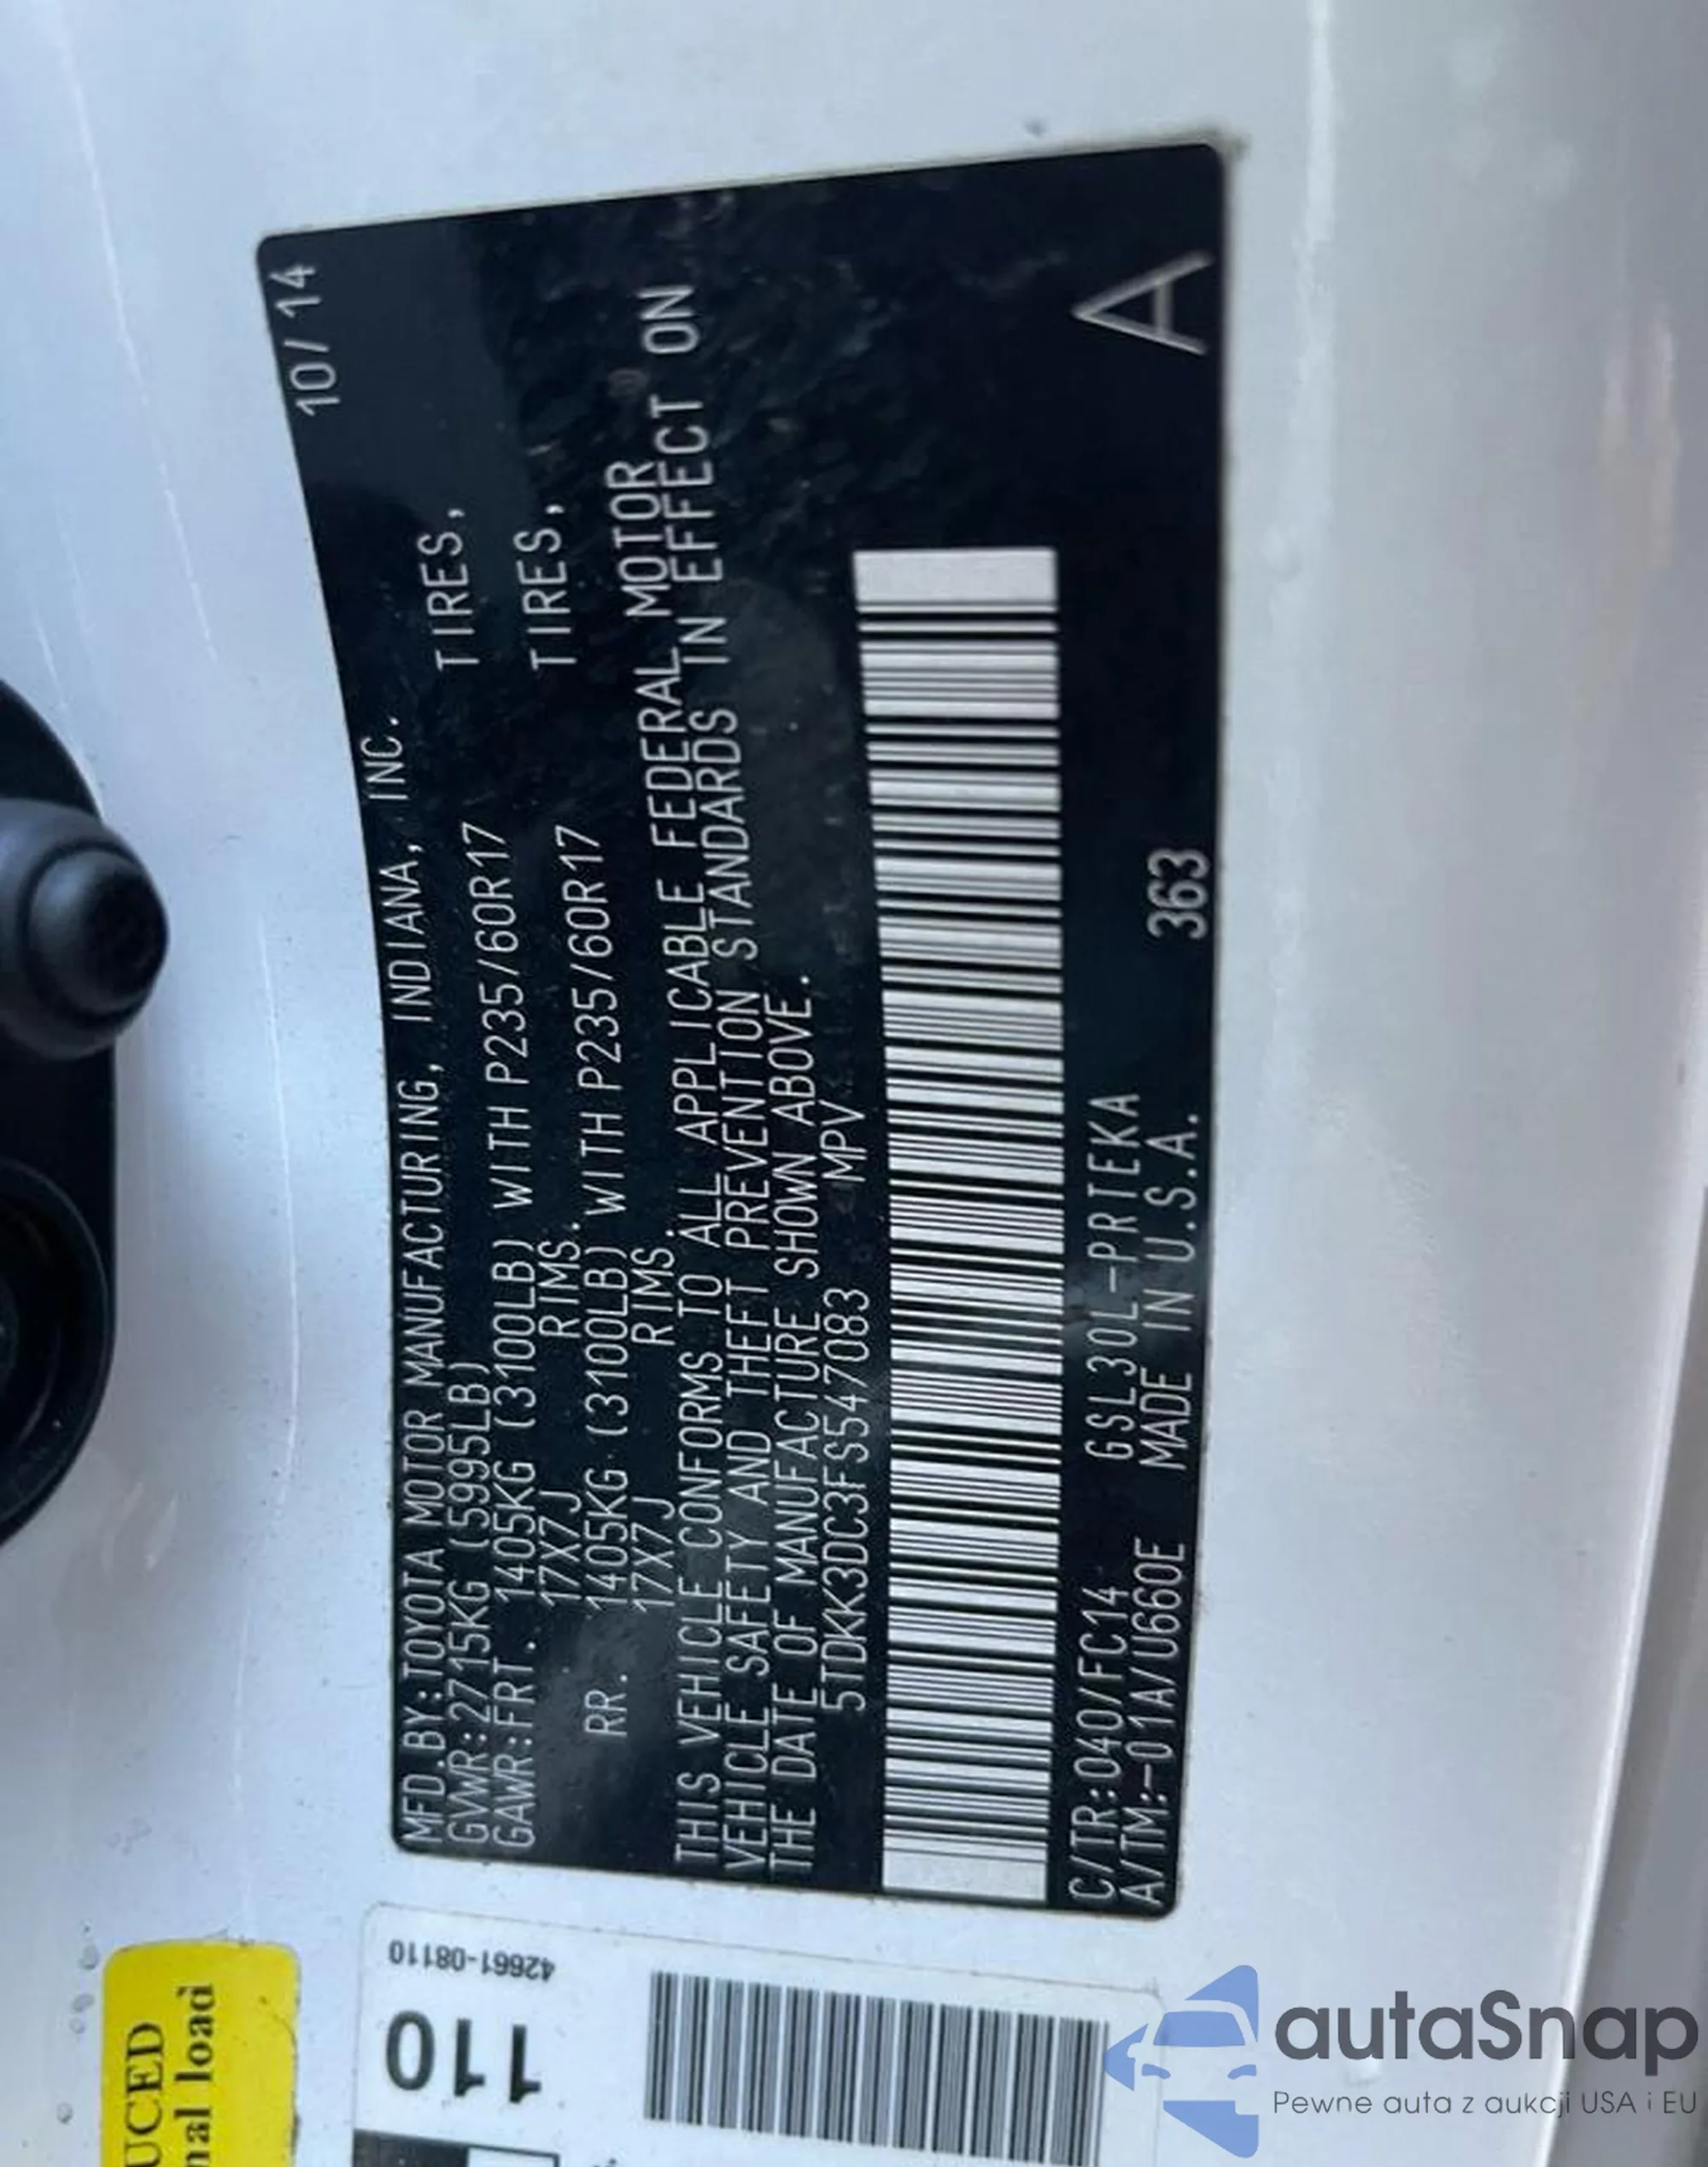 10/14
MFD.BY:TOYOTA MOTOR MANUFACTURING, INDIANA, INC.
GVWR:2715KG (5995LB)
GAWR:FRT. 1405KG (3100LB) WITH P235/60R17 TIRES,
17X7J RIMS.
RR. 1405KG (3100LB) WITH P235/60R17 TIRES,
17X7J RIMS.
THIS VEHICLE CONFORMS TO ALL APPLICABLE FEDERAL MOTOR
VEHICLE SAFETY AND THEFT PREVENTION STANDARDS IN EFFECT ON
THE DATE OF MANUFACTURE SHOWN ABOVE.
5TDKK3DC3FS547083 MPV
C/TR:040/FC14 GSL30L-PRTEKA
A/TM:-01A/U660E MADE IN U.S.A. 363
A
42661-08110
110
UCED
nal load
autaSnap
Pewne auta z aukcji USA i EU